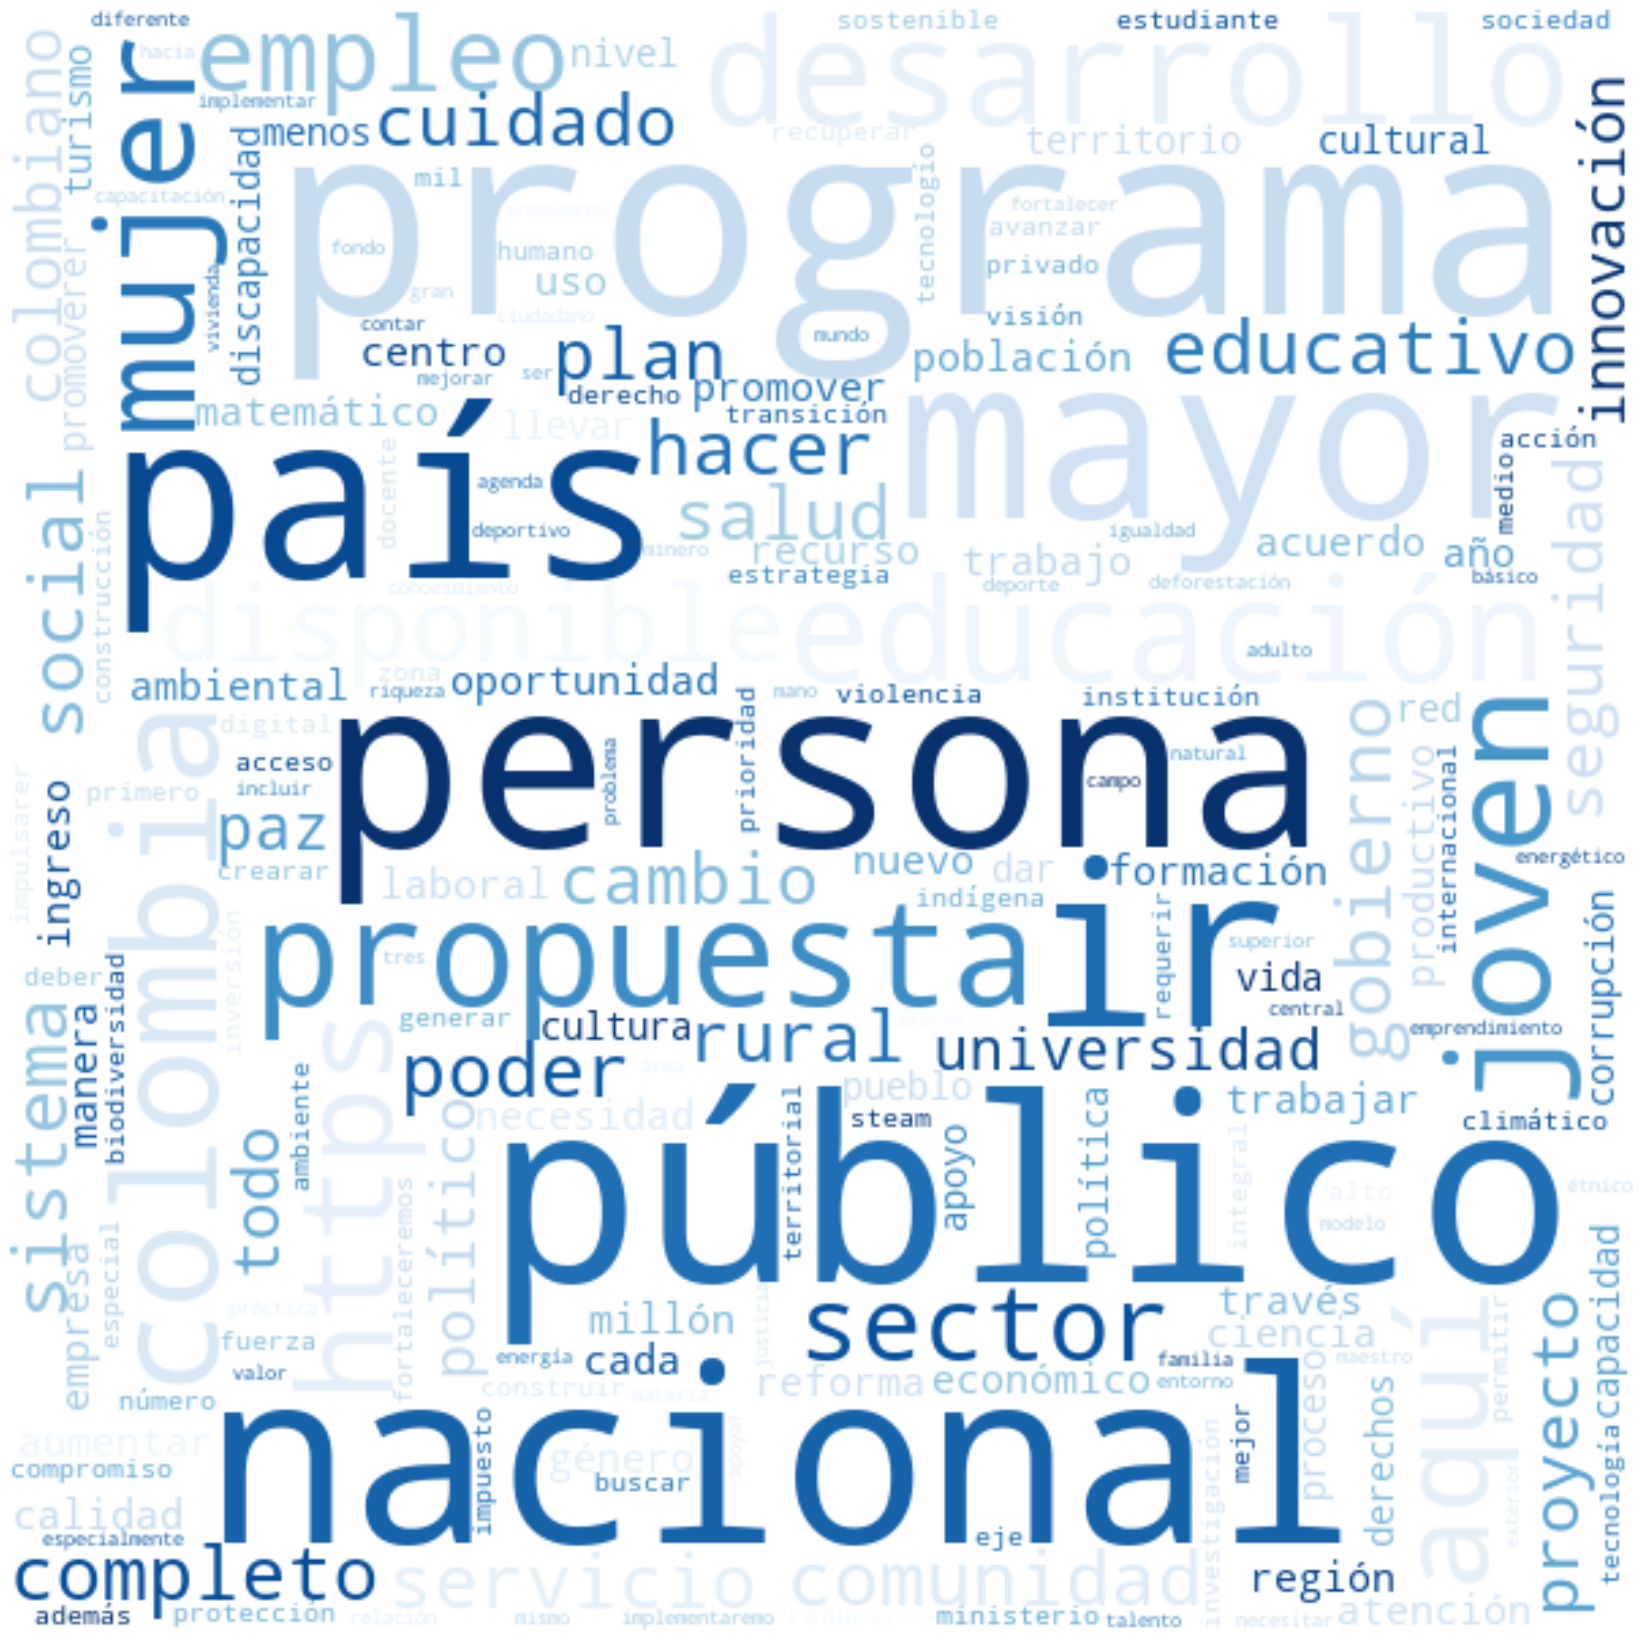 diferente
empleo
nivel
sostenible
estudiante
sociedad
desarrollo
hacia
colombiano
turismo
mujer
implementar
menos
cuidado
recuperar
territorio
cultural
innovación
discapacidad
programa
mil
tecnologio
fortalecer
capacitación
propuesto
avanzar
promoverer
fondo
humano
privado
vivienda
gran
uso
ciudadano
visión
contar
mundo
centro
plan
población
educativo
mejorar
ser
derecho
promover
matemático
transición
llevar
mayor
país
hacer
acción
docente
agenda
medio
seguridad
social
salud
deportivo
igualdad
acuerdo
año
construcción
minero
recurso
trabajo
estrategia
básico
conocimiento
deporte
deforestación
disponible
educación
adulto
zona
ambiental
riqueza
oportunidad
mano
violencia
institución
colombia
digital
persona
prioridad
gobierno
red
joven
acceso
problema
natural
campo
incluir
primero
internacional
productivo
impulsarer
ingreso
paz
crearar
laboral
cambio
nuevo
dar
formación
energético
indígena
propuesta
ir
requerir
corrupción
inversión
superior
tres
deber
vida
biodiversidad
manera
sistema
generar
cultura
rural
brecha
central
emprendimiento
universidad
poder
área
pueblo
ambiente
https
político
necesidad
steam
territorial
apoyo
política
trabajar
climático
todo
público
integral
alto
étnico
modelo
especial
empresa
fortaleceremos
práctica
fuerza
millón
sector
través
ciencia
aquí
permitir
proyecto
capacidad
justicia
valor
energía
cada
familia
maestro
construir
materia
reforma
económico
entorno
proceso
derechos
número
nacional
aumentar
impuesto
género
apoyar
mejor
compromiso
buscar
investigación
tecnología
calidad
exterior
especialmente
eje
completo
servicio
comunidad
región
además
protección
relación
mismo
implementaremo
reducir
ministerio
talento
necesitar
atención